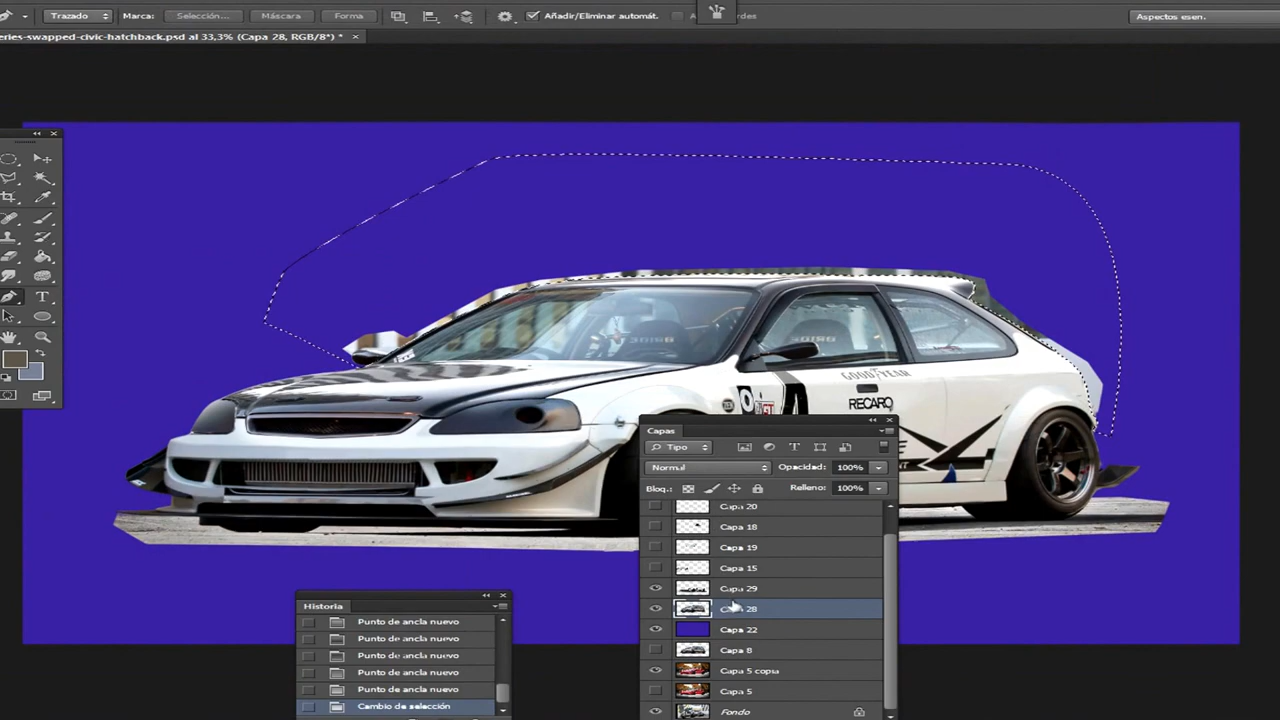 Trazado
Marca:
Selección...
Máscara
Forma
Añadir/Eliminar automát.
Aspectos esen.
eries-swapped-civic-hatchback.psd al 33,3% (Capa 28, RGB/8*) *
BRIDE
GOODYEAR
RECARO
Capas
Tipo
Normal
Opacidad: 100%
Bloq.:
Relleno: 100%
Capa 20
Capa 18
Capa 19
Capa 15
Capa 29
Capa 28
Capa 22
Capa 8
Capa 5 copia
Capa 5
Fondo
Historia
Punto de ancla nuevo
Punto de ancla nuevo
Punto de ancla nuevo
Punto de ancla nuevo
Punto de ancla nuevo
Cambio de selección